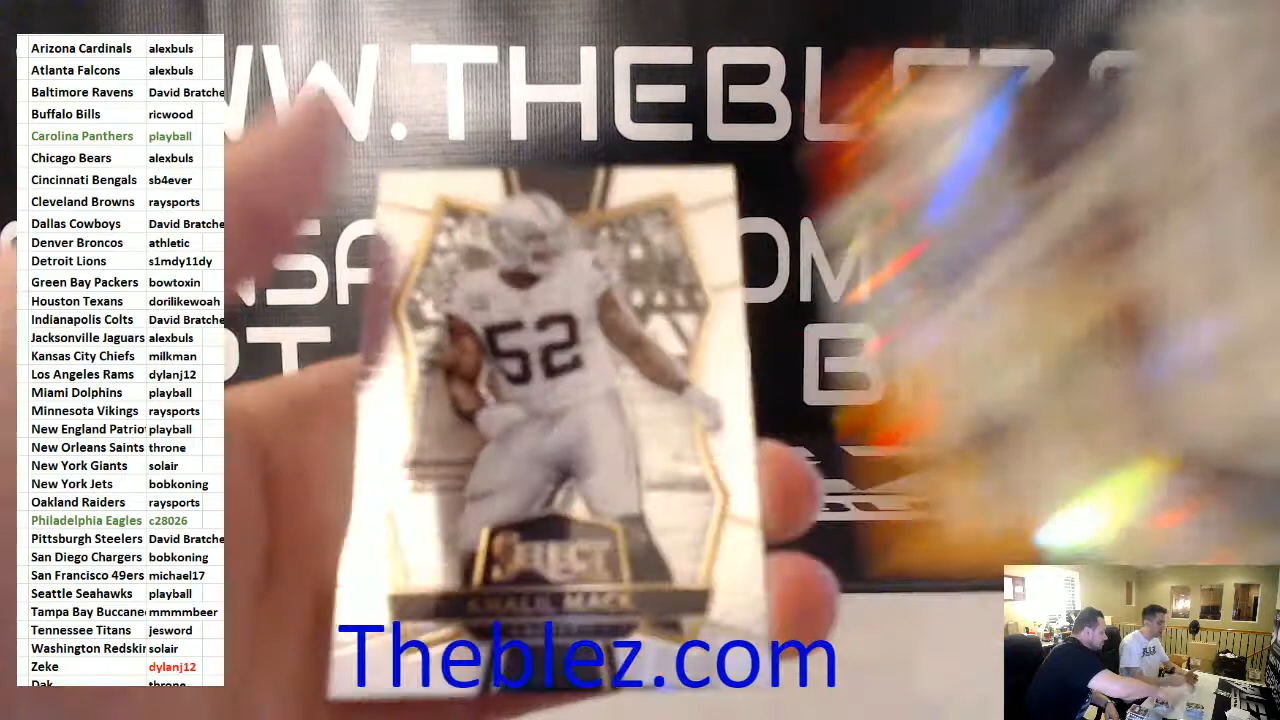 Arizona Cardinals alexbuls
Atlanta Falcons alexbuls
Baltimore Ravens David Bratche
Buffalo Bills ricwood
Carolina Panthers playball
Chicago Bears alexbuls
Cincinnati Bengals sb4ever
Cleveland Browns raysports
Dallas Cowboys David Bratche
Denver Broncos athletic
Detroit Lions s1mdy11dy
Green Bay Packers bowtoxin
Houston Texans dorilikewoah
Indianapolis Colts David Bratche
Jacksonville Jaguars alexbuls
Kansas City Chiefs milkman
Los Angeles Rams dylanj12
Miami Dolphins playball
Minnesota Vikings raysports
New England Patrio playball
New Orleans Saints throne
New York Giants solair
New York Jets bobkoning
Oakland Raiders raysports
Philadelphia Eagles c28026
Pittsburgh Steelers David Bratche
San Diego Chargers bobkoning
San Francisco 49ers michael17
Seattle Seahawks playball
Tampa Bay Buccane mmmmbeer
Tennessee Titans jesword
Washington Redskin solair
Zeke dylanj12
Dak throne
WW.THEBLEZ.
OM
B
52
SELECT
KHALIL MACK
Theblez.com